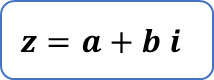 z = a + b i